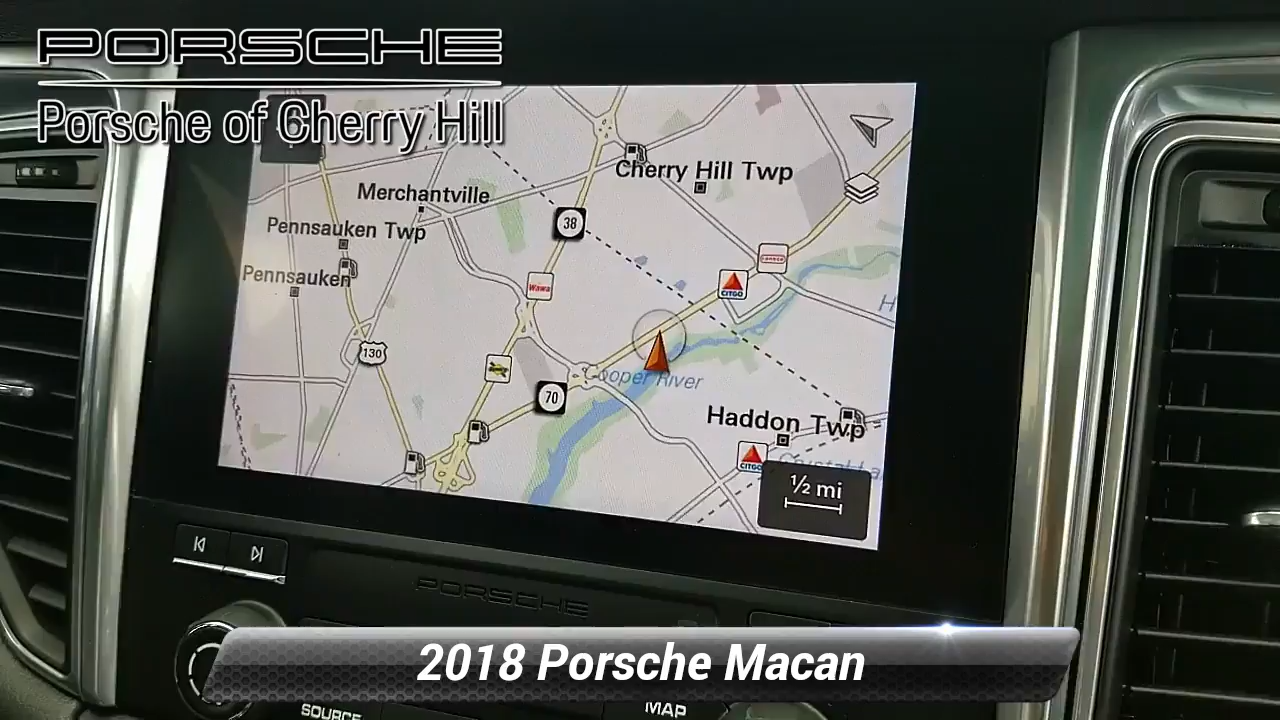 PORSCHE
Porsche of Cherry Hill
Cherry Hill Twp
Merchantville
38
Pennsauken Twp
Pennsauken
Wawa
CITGO
130
70
Cooper River
Haddon Twp
CITGO
½ mi
PORSCHE
2018 Porsche Macan
SOURCE
MAP